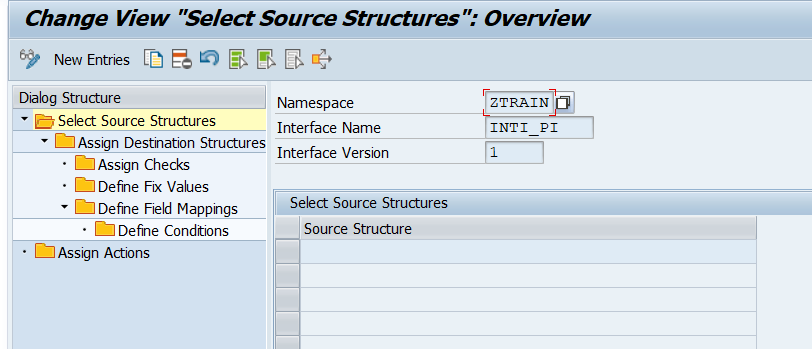 Change View "Select Source Structures": Overview
New Entries
Dialog Structure
Select Source Structures
Assign Destination Structures
Assign Checks
Define Fix Values
Define Field Mappings
Define Conditions
Assign Actions
Namespace ZTRAIN
Interface Name INTI_PI
Interface Version 1
Select Source Structures
Source Structure